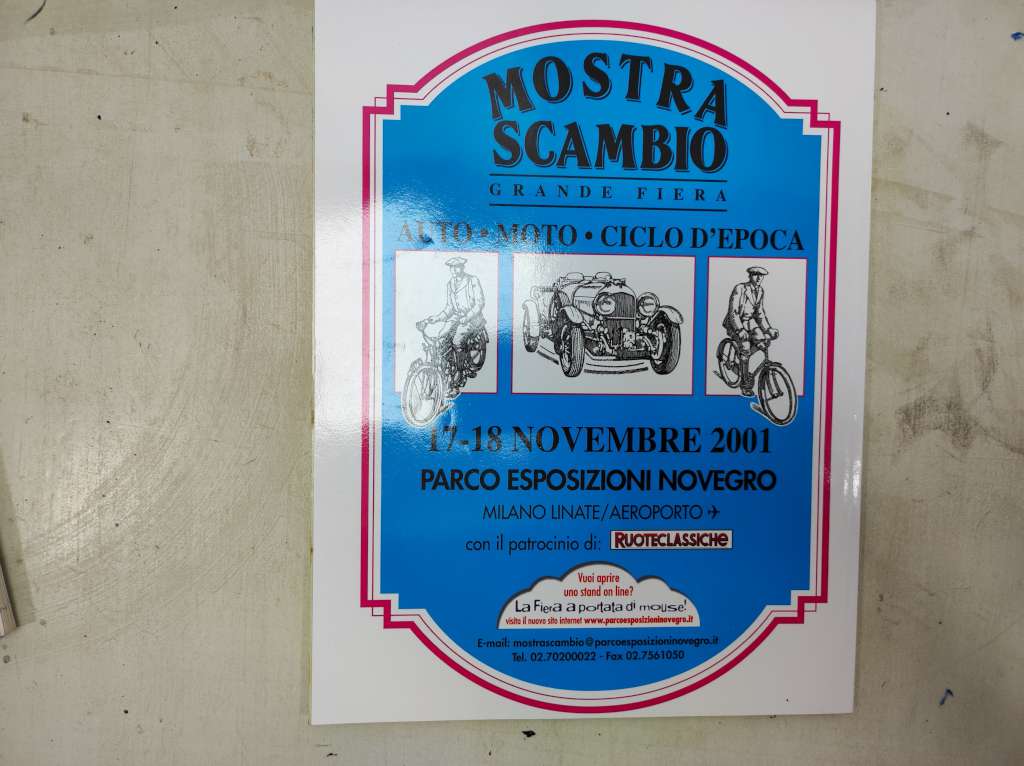 MOSTRA
SCAMBIO
GRANDE FIERA
AUTO • MOTO • CICLO D'EPOCA
17-18 NOVEMBRE 2001
PARCO ESPOSIZIONI NOVEGRO
MILANO LINATE/AEROPORTO ✈
con il patrocinio di: RUOTECLASSICHE
Vuoi aprire
uno stand on line?
La Fiera a portata di mouse!
visita il nuovo sito internet www.parcoesposizioninovegro.it
E-mail: mostrascambio@parcoesposizioninovegro.it
Tel. 02.70200022 - Fax 02.7561050